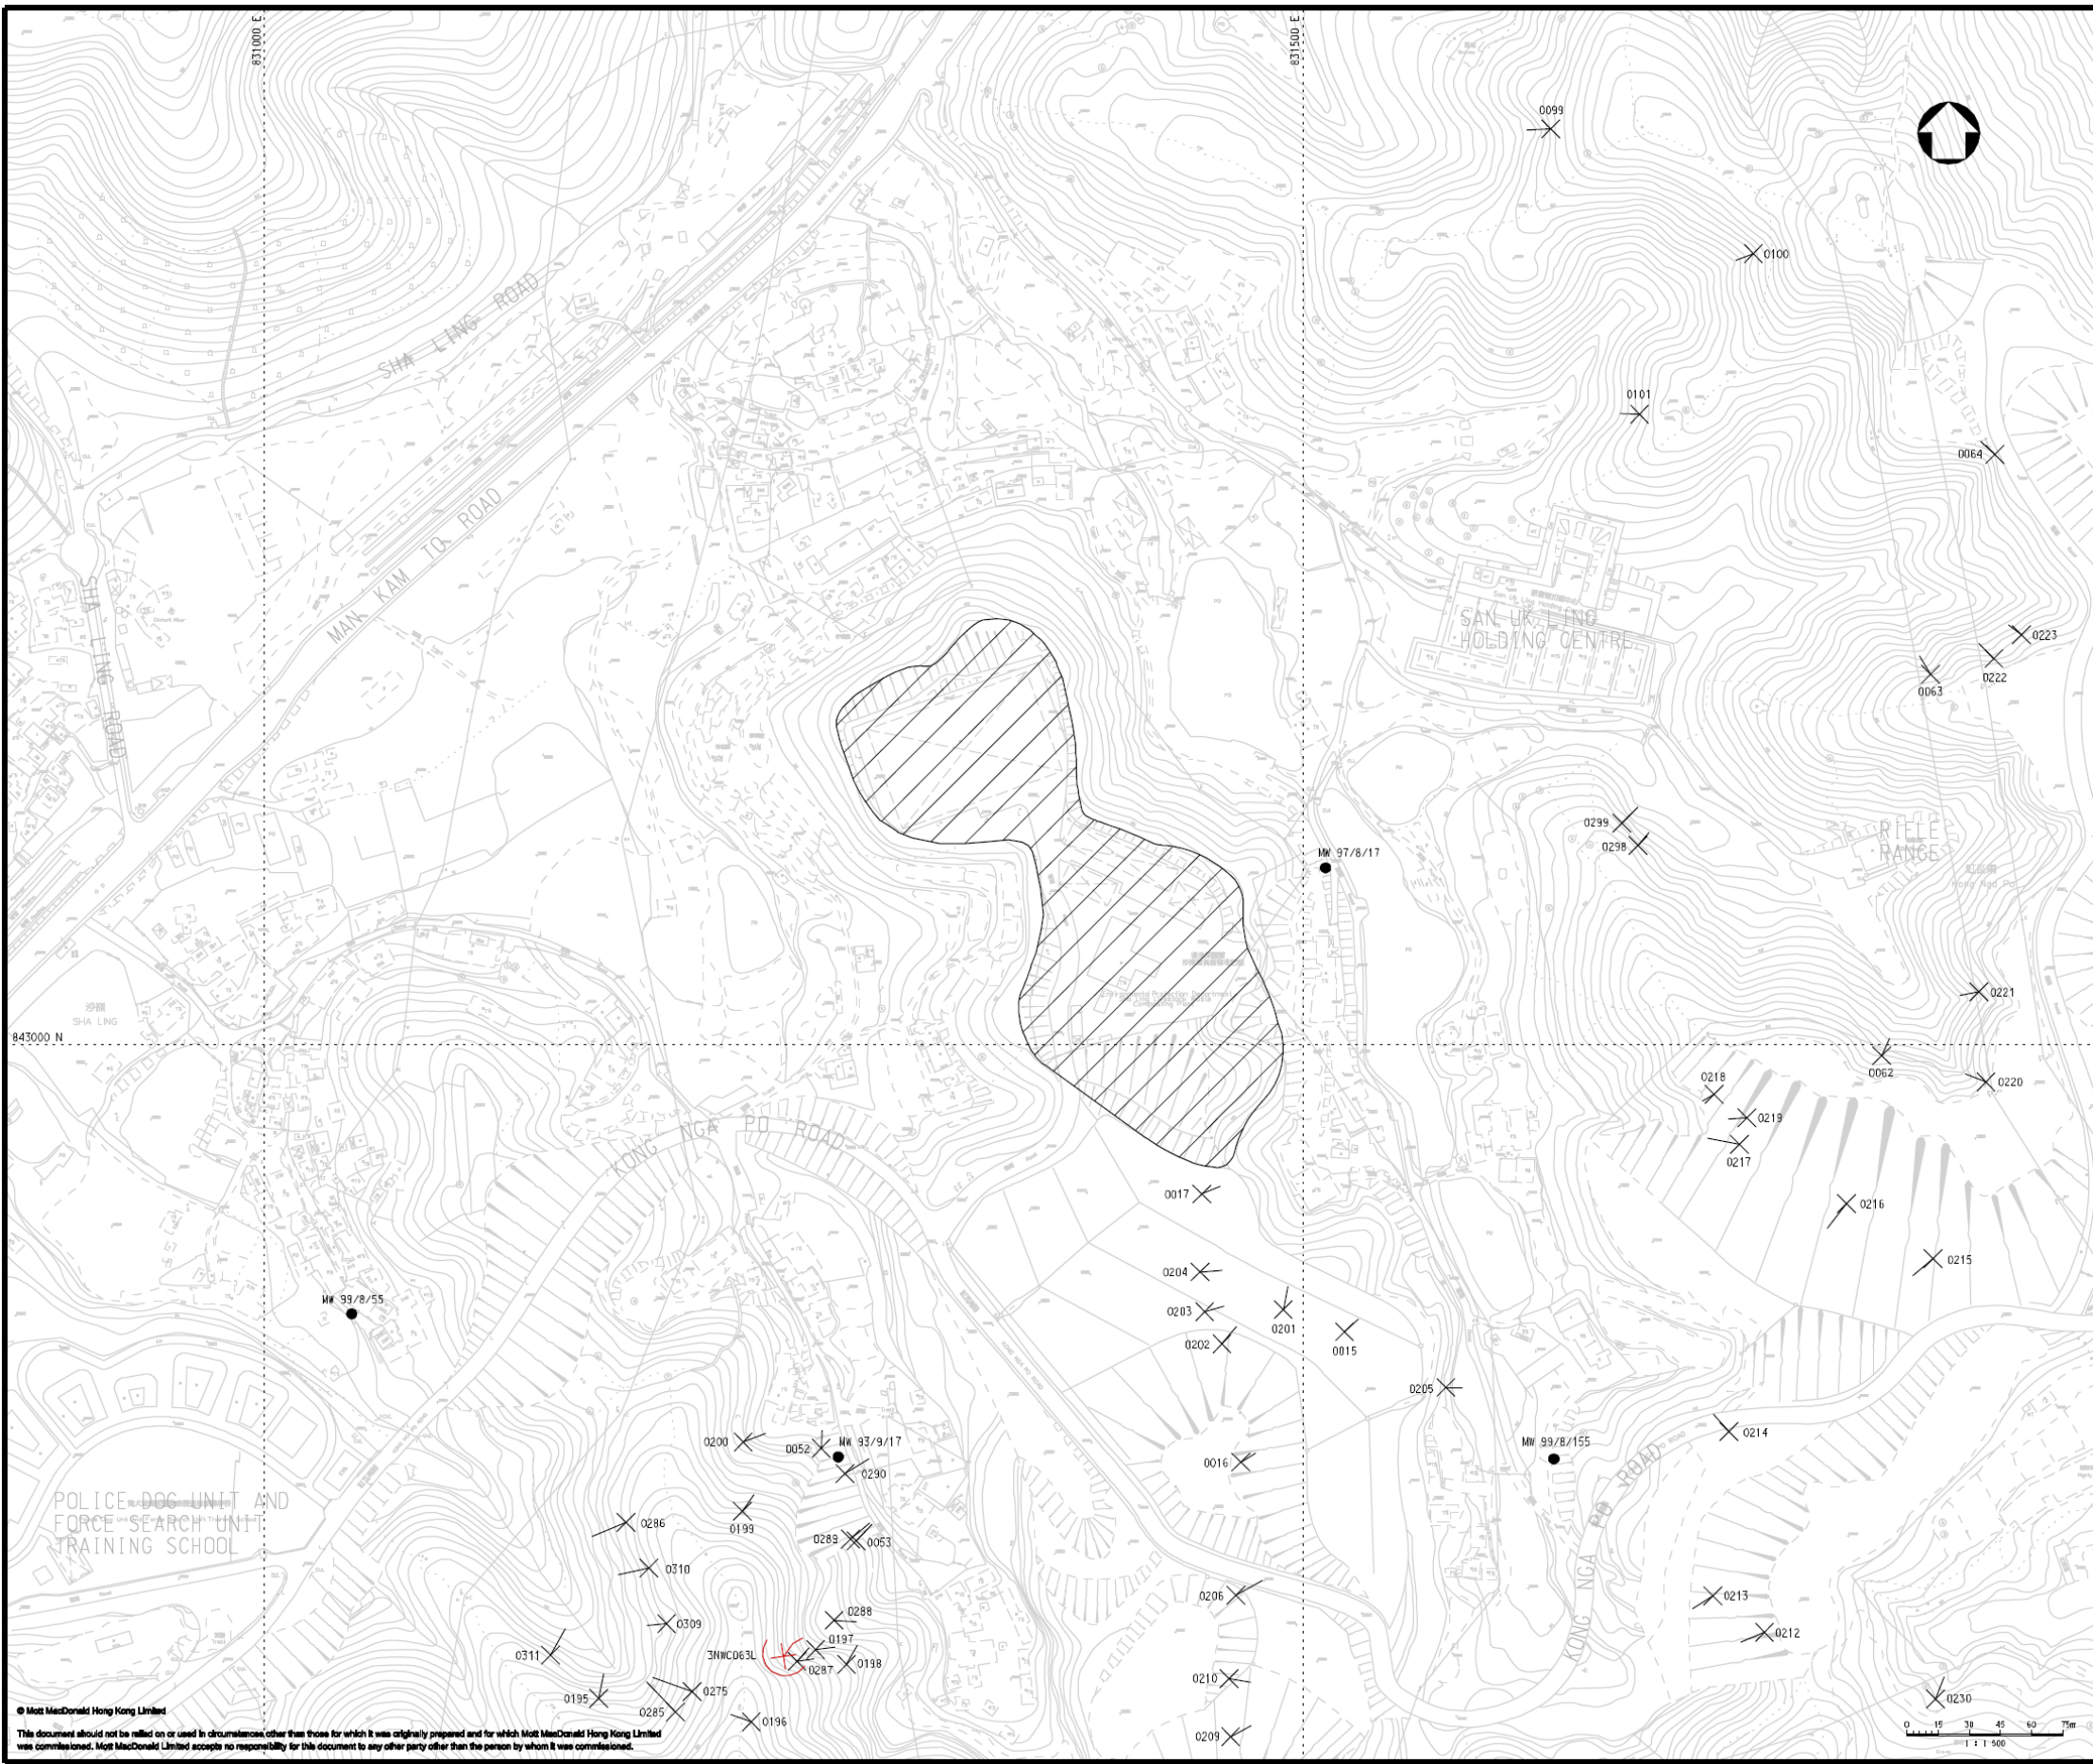 831000 E
831500 E
0099
0100
SHA LING ROAD
0101
0064
MAN KAM TO ROAD
SHA LING ROAD
SAN UK LING
HOLDING CENTRE
0223
0222
0063
0299
0298
RIFLE
RANGE
Kong Nga Po
MW 97/8/17
0221
沙嶺
SHA LING
Environmental Protection Department
843000 N
0062
0220
0218
0219
0217
KONG NGA PO ROAD
0017
0216
0204
0215
MW 99/8/55
0203
0201
0202
0015
0205
0214
0200
0052
MW 93/9/17
0290
0016
MW 99/8/155
KONG NGA PO ROAD
POLICE DOG UNIT AND
FORCE SEARCH UNIT
TRAINING SCHOOL
0286
0199
0289
0053
0310
0206
0213
0288
0309
0197
0212
0311
3NWC063L
0287
0198
0195
0275
0285
0196
0210
0209
0230
© Mott MacDonald Hong Kong Limited
This document should not be relied on or used in circumstances other than those for which it was originally prepared and for which Mott MacDonald Hong Kong Limited
was commissioned. Mott MacDonald Limited accepts no responsibility for this document to any other party other than the person by whom it was commissioned.
0 15 30 45 60 75m
1 : 1 500